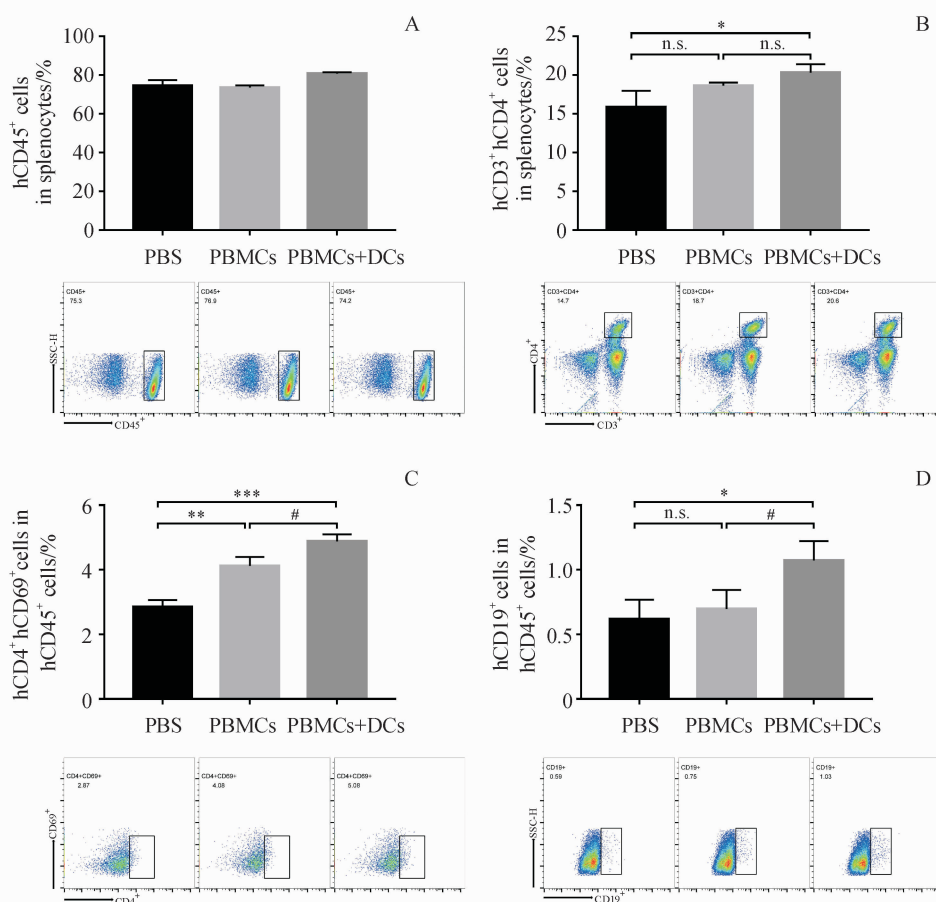 A
100
80
60
40
20
0
hCD45+ cells
in splenocytes/%
PBS PBMCs PBMCs+DCs
CD45+
75.3
CD45+
76.9
CD45+
74.2
SSC-H
CD45+
B
25
20
15
10
5
0
hCD3+hCD4+ cells
in splenocytes/%
*
n.s. n.s.
PBS PBMCs PBMCs+DCs
CD3+CD4+
14.7
CD3+CD4+
18.7
CD3+CD4+
20.6
CD4+
CD3+
C
6
4
2
0
hCD4+hCD69+cells in
hCD45+ cells/%
***
** #
PBS PBMCs PBMCs+DCs
CD4+CD69+
2.87
CD4+CD69+
4.08
CD4+CD69+
5.08
CD69+
CD4+
D
1.5
1.0
0.5
0
hCD19+cells in
hCD45+ cells/%
*
n.s. #
PBS PBMCs PBMCs+DCs
CD19+
0.59
CD19+
0.75
CD19+
1.03
SSC-H
CD19+